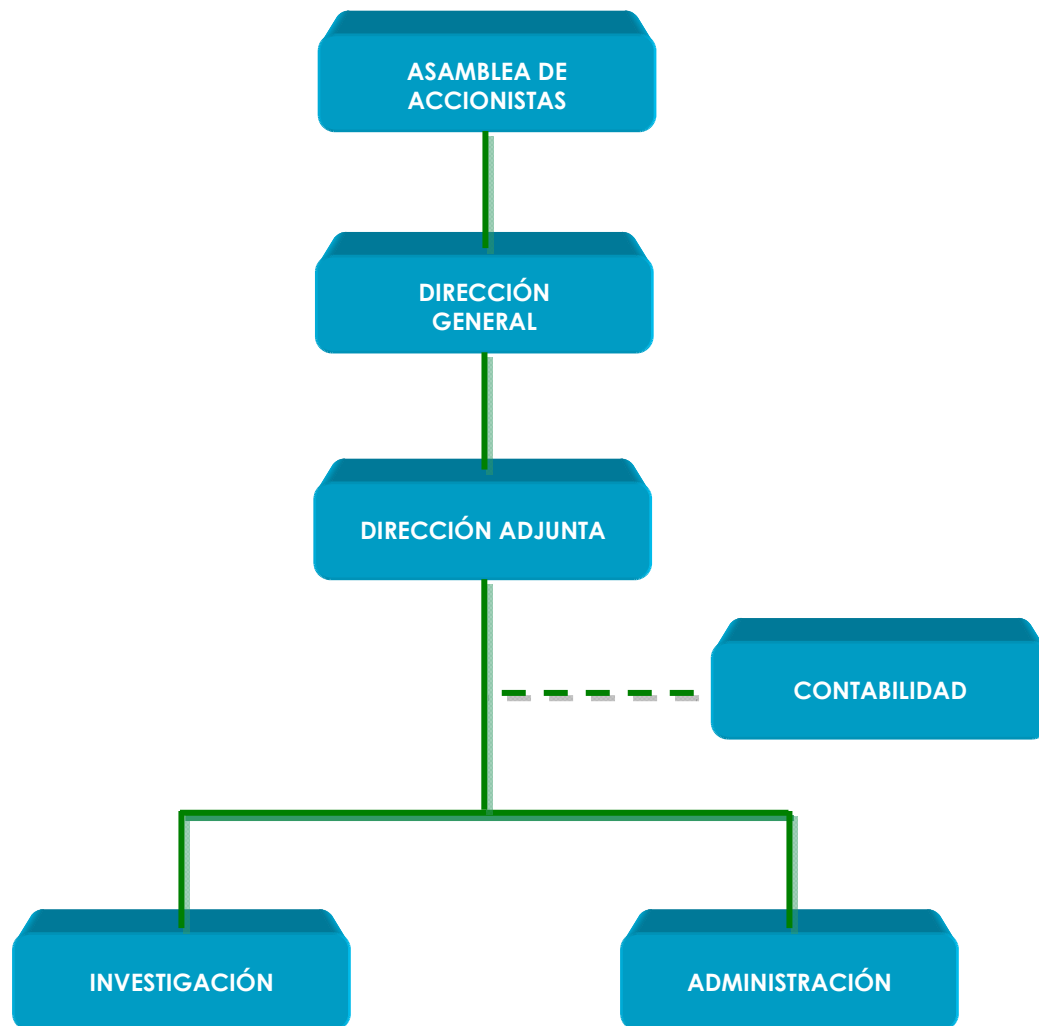 ASAMBLEA DE
ACCIONISTAS
DIRECCIÓN
GENERAL
DIRECCIÓN ADJUNTA
CONTABILIDAD
INVESTIGACIÓN
ADMINISTRACIÓN